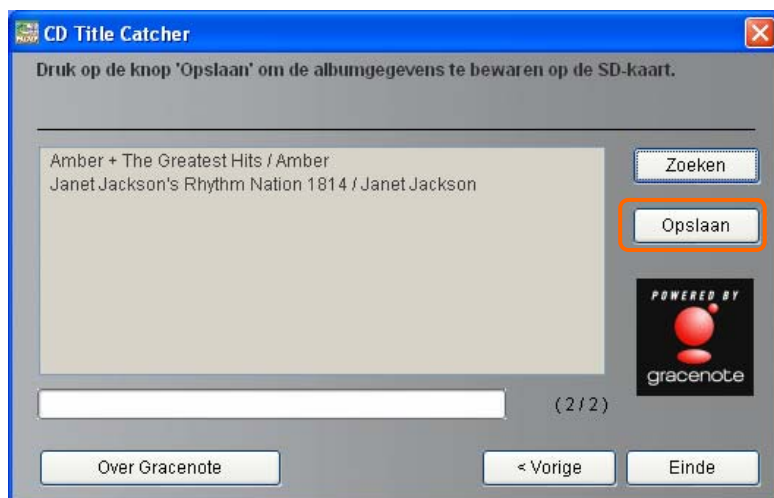 CD Title Catcher
Druk op de knop 'Opslaan' om de albumgegevens te bewaren op de SD-kaart.
Amber + The Greatest Hits / Amber
Janet Jackson's Rhythm Nation 1814 / Janet Jackson
Zoeken
Opslaan
POWERED BY
gracenote
(2/2)
Over Gracenote
< Vorige
Einde